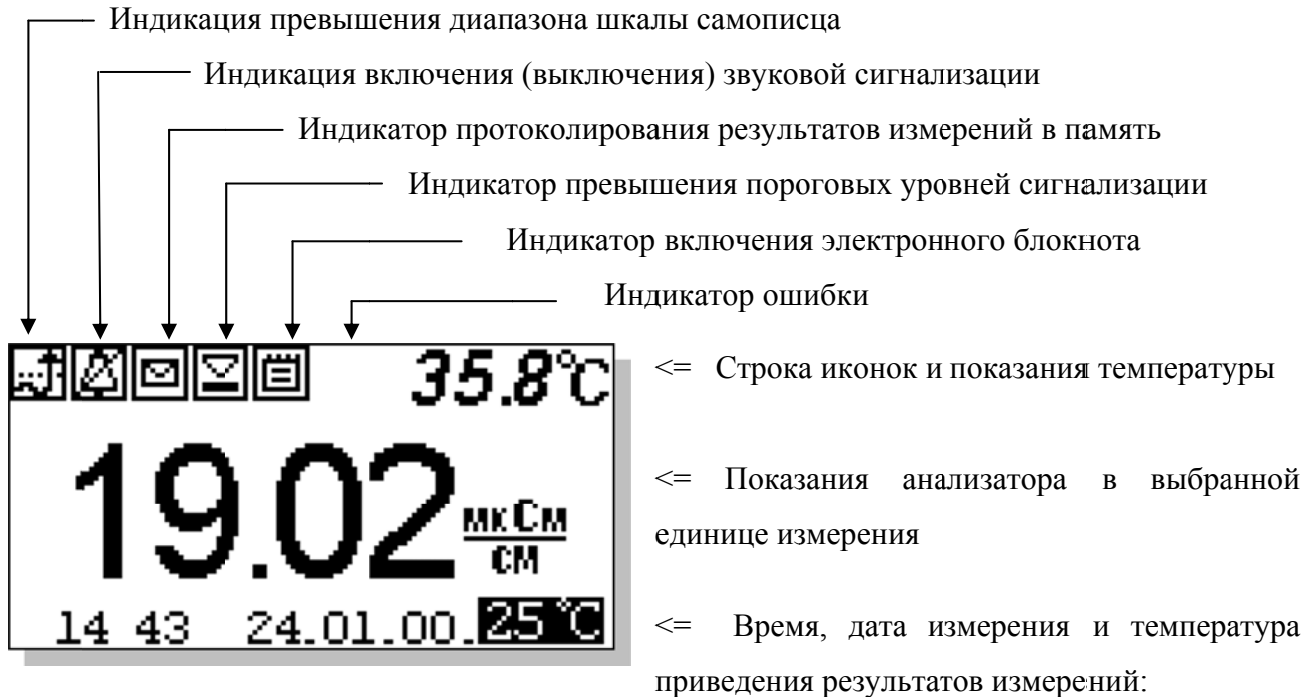 Индикация превышения диапазона шкалы самописца
Индикация включения (выключения) звуковой сигнализации
Индикатор протоколирования результатов измерений в память
Индикатор превышения пороговых уровней сигнализации
Индикатор включения электронного блокнота
Индикатор ошибки
35.8°C
<= Строка иконок и показания температуры
19.02 мкСм
см
<= Показания анализатора в выбранной
единице измерения
14 43 24.01.00. 25 °C
<= Время, дата измерения и температура
приведения результатов измерений: